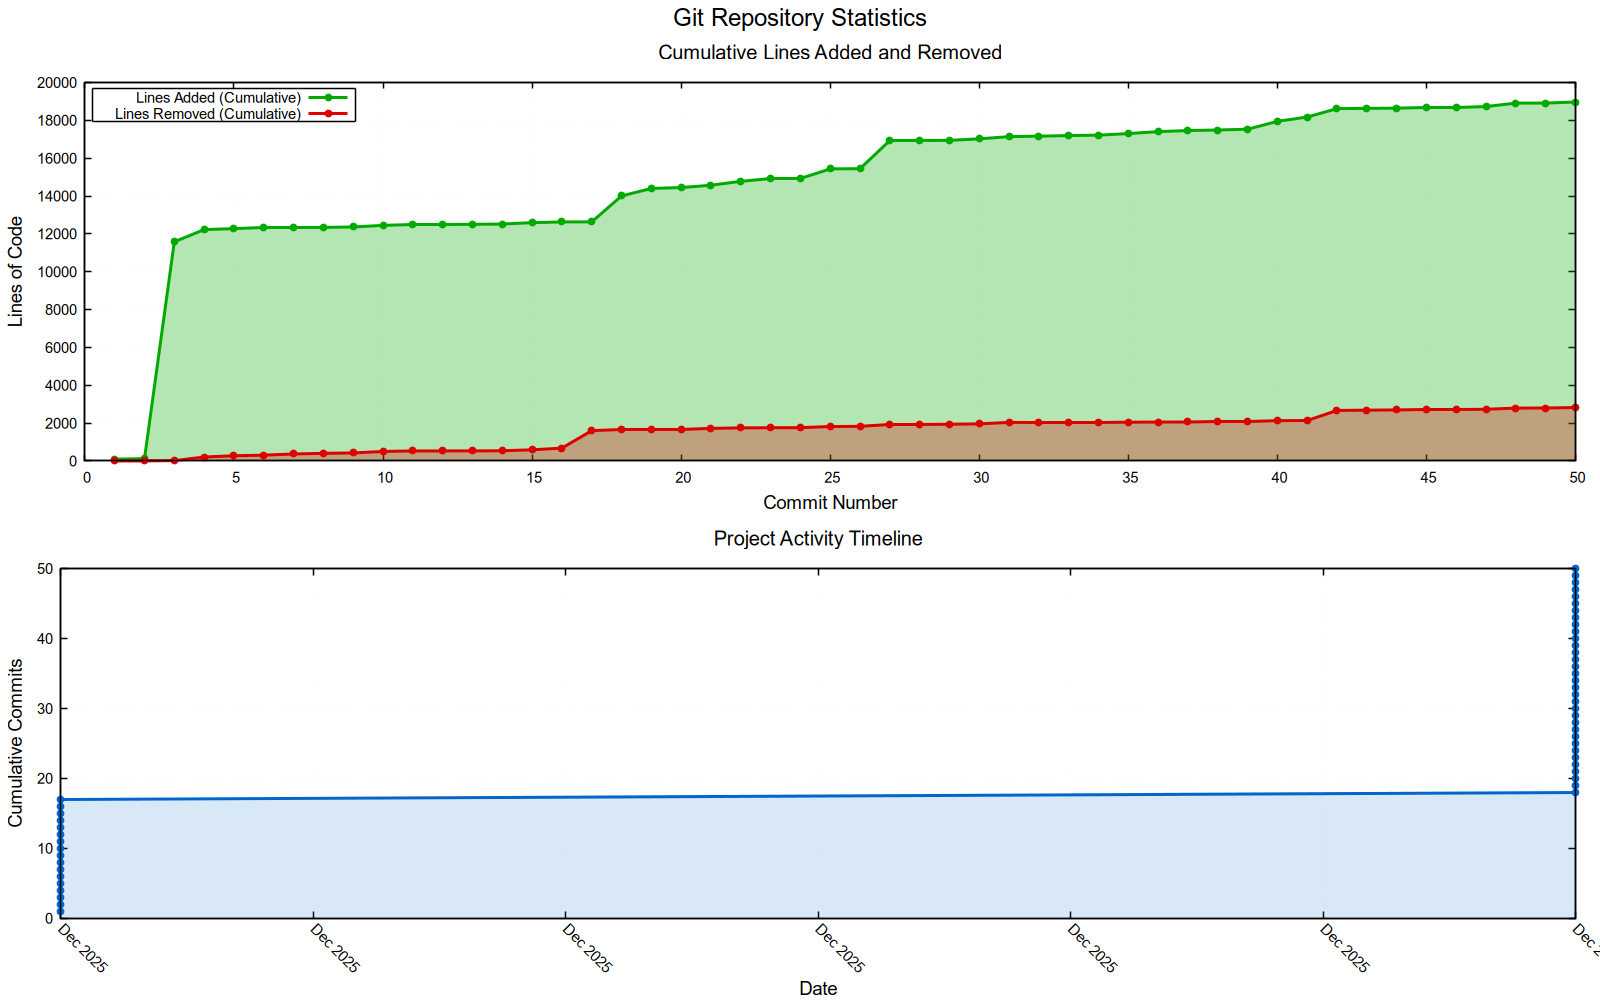 Git Repository Statistics
Cumulative Lines Added and Removed
Lines Added (Cumulative)
Lines Removed (Cumulative)
Lines of Code
20000
18000
16000
14000
12000
10000
8000
6000
4000
2000
0
0 5 10 15 20 25 30 35 40 45 50
Commit Number
Project Activity Timeline
Cumulative Commits
50
40
30
20
10
0
Dec 2025 Dec 2025 Dec 2025 Dec 2025 Dec 2025 Dec 2025 Dec
Date